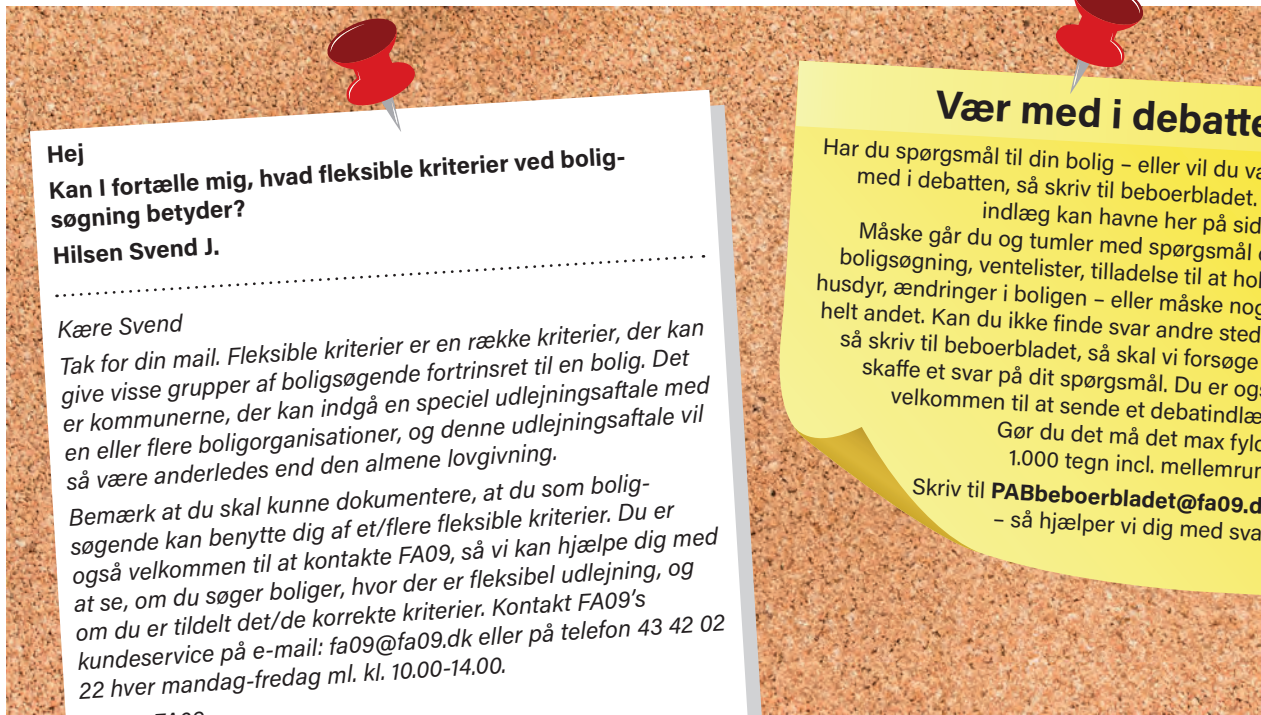 Hej
Kan I fortælle mig, hvad fleksible kriterier ved bolig-
søgning betyder?
Hilsen Svend J.
Kære Svend
Tak for din mail. Fleksible kriterier er en række kriterier, der kan
give visse grupper af boligsøgende fortrinsret til en bolig. Det
er kommunerne, der kan indgå en speciel udlejningsaftale med
en eller flere boligorganisationer, og denne udlejningsaftale vil
så være anderledes end den almene lovgivning.
Bemærk at du skal kunne dokumentere, at du som bolig-
søgende kan benytte dig af et/flere fleksible kriterier. Du er
også velkommen til at kontakte FA09, så vi kan hjælpe dig med
at se, om du søger boliger, hvor der er fleksibel udlejning, og
om du er tildelt det/de korrekte kriterier. Kontakt FA09's
kundeservice på e-mail: fa09@fa09.dk eller på telefon 43 42 02
22 hver mandag-fredag ml. kl. 10.00-14.00.
Vær med i
Har du spørgsmål til din bolig – eller vil du
med i debatten, så skriv til beboerbladet.
indlæg kan havne her på
Måske går du og tumler med spørgsmål
boligsøgning, ventelister, tilladelse til at
husdyr, ændringer i boligen – eller måske
helt andet. Kan du ikke finde svar andre
så skriv til beboerbladet, så skal vi forsøge
skaffe et svar på dit spørgsmål. Du er
velkommen til at sende et
Gør du det må det max
1.000 tegn incl.
Skriv til PABbeboerbladet@fa09.d
– så hjælper vi dig med